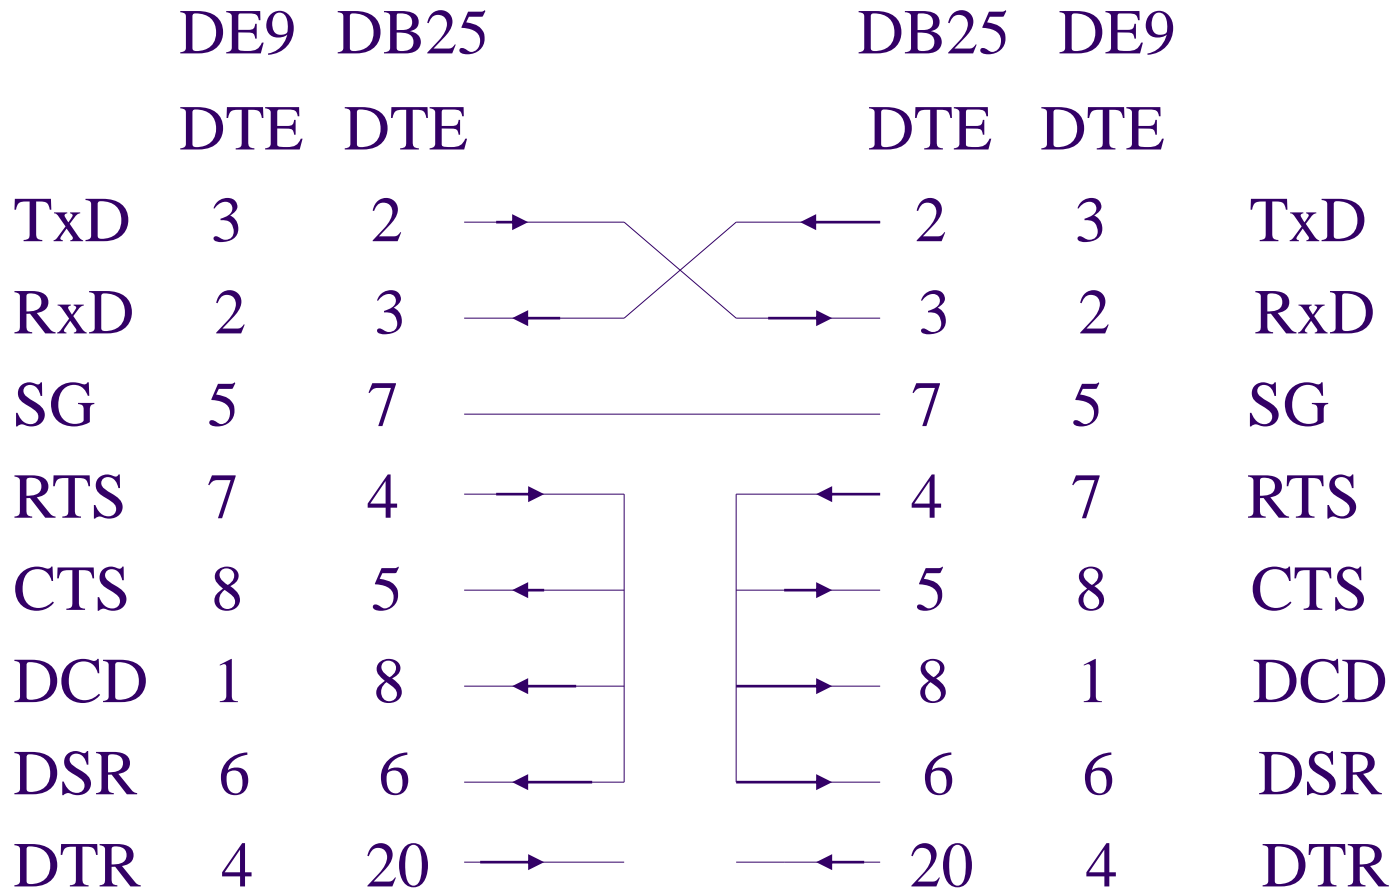 DE9 DB25 DB25 DE9
DTE DTE DTE DTE
TxD 3 2 2 3 TxD
RxD 2 3 3 2 RxD
SG 5 7 7 5 SG
RTS 7 4 4 7 RTS
CTS 8 5 5 8 CTS
DCD 1 8 8 1 DCD
DSR 6 6 6 6 DSR
DTR 4 20 20 4 DTR